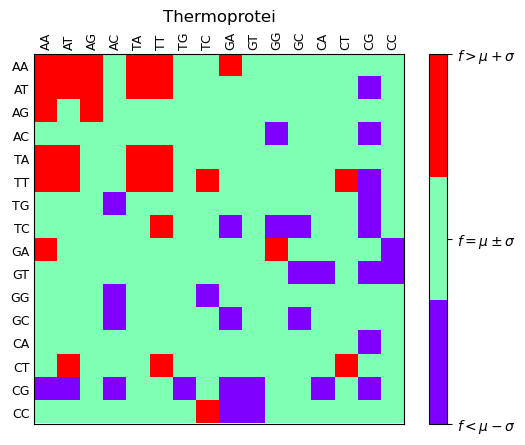 Thermoprotei
AA AT AG AC TA TT TG TC GA GT GG GC CA CT CG CC
AA
AT
AG
AC
TA
TT
TG
TC
GA
GT
GG
GC
CA
CT
CG
CC
f > μ + σ
f = μ ± σ
f < μ − σ